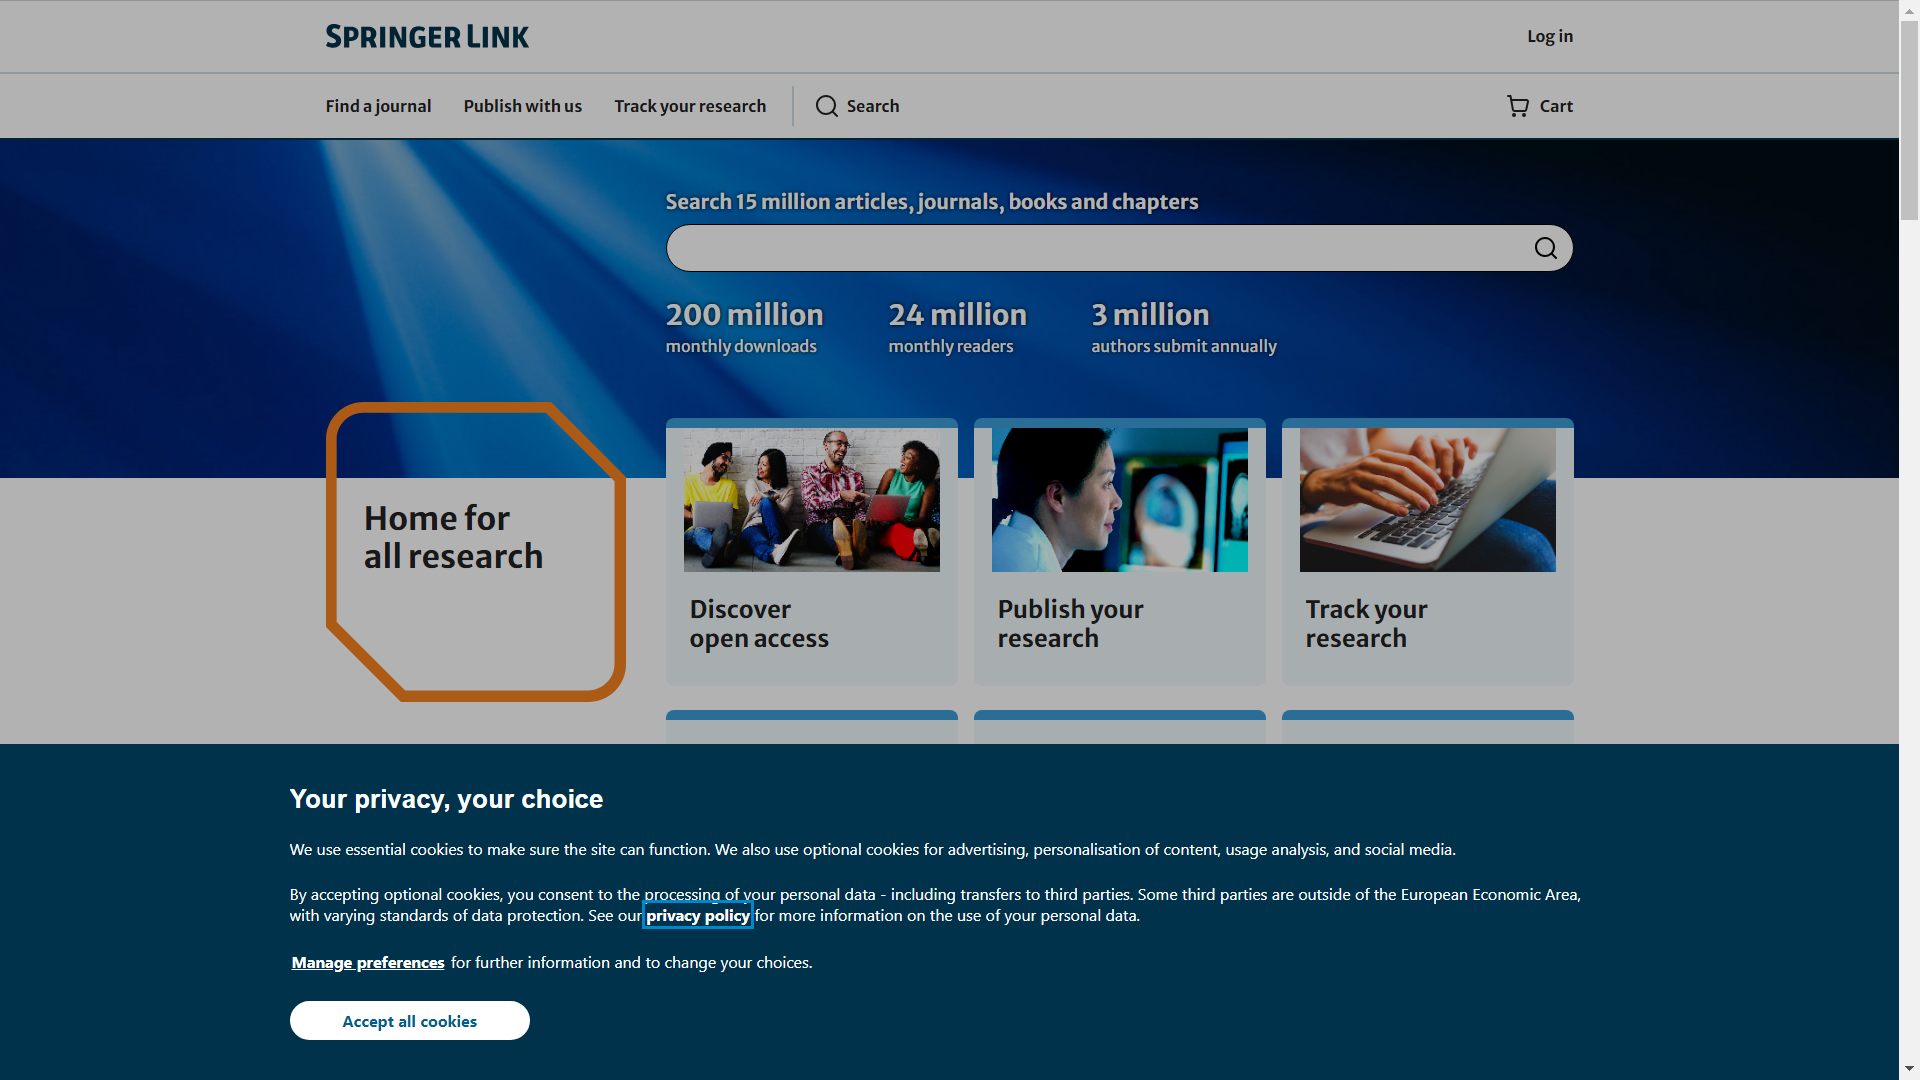 SPRINGER LINK
Log in
Find a journal
Publish with us
Track your research
Search
Cart
Search 15 million articles, journals, books and chapters
200 million
monthly downloads
24 million
monthly readers
3 million
authors submit annually
Home for
all research
Discover
open access
Publish your
research
Track your
research
Your privacy, your choice
We use essential cookies to make sure the site can function. We also use optional cookies for advertising, personalisation of content, usage analysis, and social media.
By accepting optional cookies, you consent to the processing of your personal data - including transfers to third parties. Some third parties are outside of the European Economic Area,
with varying standards of data protection. See our privacy policy for more information on the use of your personal data.
Manage preferences for further information and to change your choices.
Accept all cookies